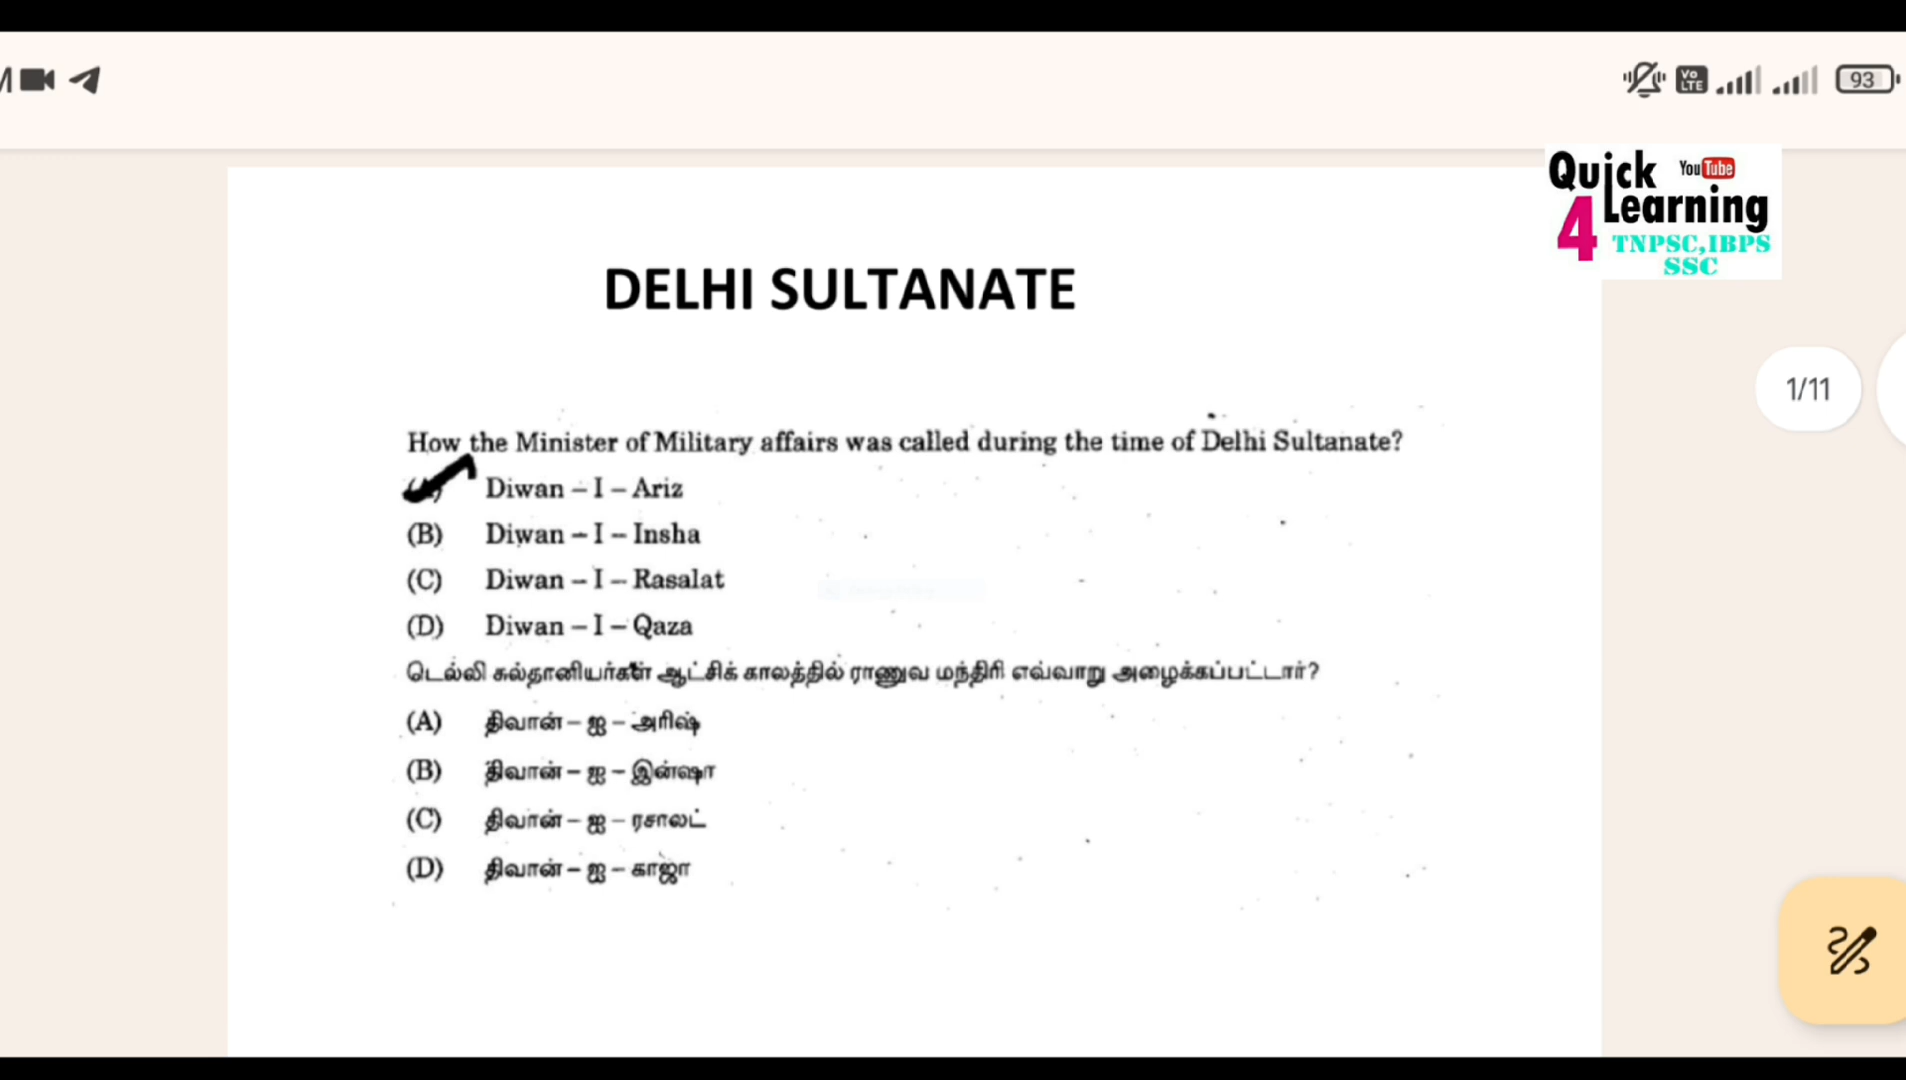 93
Quick YouTube
4 Learning
TNPSC,IBPS
SSC
DELHI SULTANATE
1/11
How the Minister of Military affairs was called during the time of Delhi Sultanate?
(A) Diwan – I – Ariz
(B) Diwan – I – Insha
(C) Diwan – I – Rasalat
(D) Diwan – I – Qaza
டெல்லி சுல்தானியர்கள் ஆட்சிக் காலத்தில் ராணுவ மந்திரி எவ்வாறு அழைக்கப்பட்டார்?
(A) திவான் – ஐ – அரிஷ்
(B) திவான் – ஐ – இன்ஷா
(C) திவான் – ஐ – ரசாலட்
(D) திவான் – ஐ – காஜா